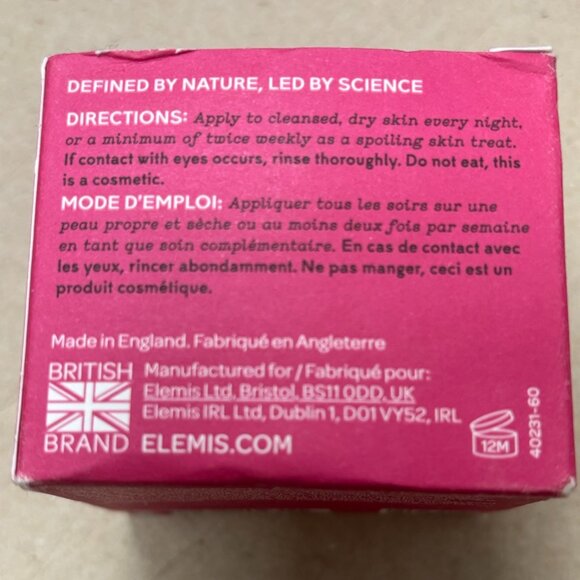 DEFINED BY NATURE, LED BY SCIENCE
DIRECTIONS: Apply to cleansed, dry skin every night,
or a minimum of twice weekly as a spoiling skin treat.
If contact with eyes occurs, rinse thoroughly. Do not eat, this
is a cosmetic.
MODE D'EMPLOI: Appliquer tous les soirs sur une
peau propre et sèche ou au moins deux fois par semaine
en tant que soin complémentaire. En cas de contact avec
les yeux, rincer abondamment. Ne pas manger, ceci est un
produit cosmétique.
Made in England. Fabriqué en Angleterre
BRITISH
BRAND
Manufactured for / Fabriqué pour:
Elemis Ltd, Bristol, BS11 0DD, UK
Elemis IRL Ltd, Dublin 1, D01 VY52, IRL
ELEMIS.COM
12M
40231-60